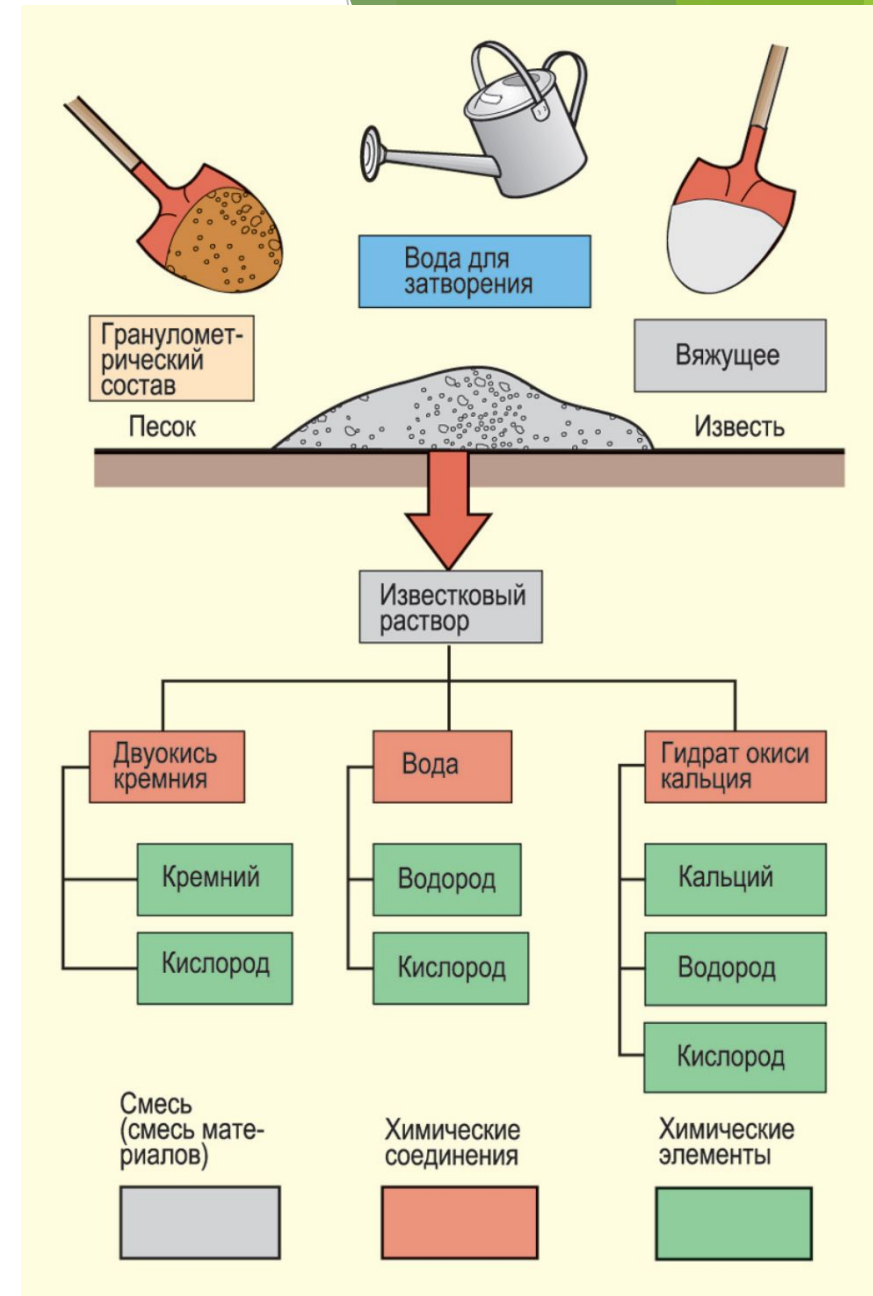 Вода для
затворения
Грануломет-
рический
состав
Вяжущее
Песок
Известь
Известковый
раствор
Двуокись
кремния
Вода
Гидрат окиси
кальция
Кремний
Водород
Кальций
Кислород
Кислород
Водород
Кислород
Смесь
(смесь мате-
риалов)
Химические
соединения
Химические
элементы